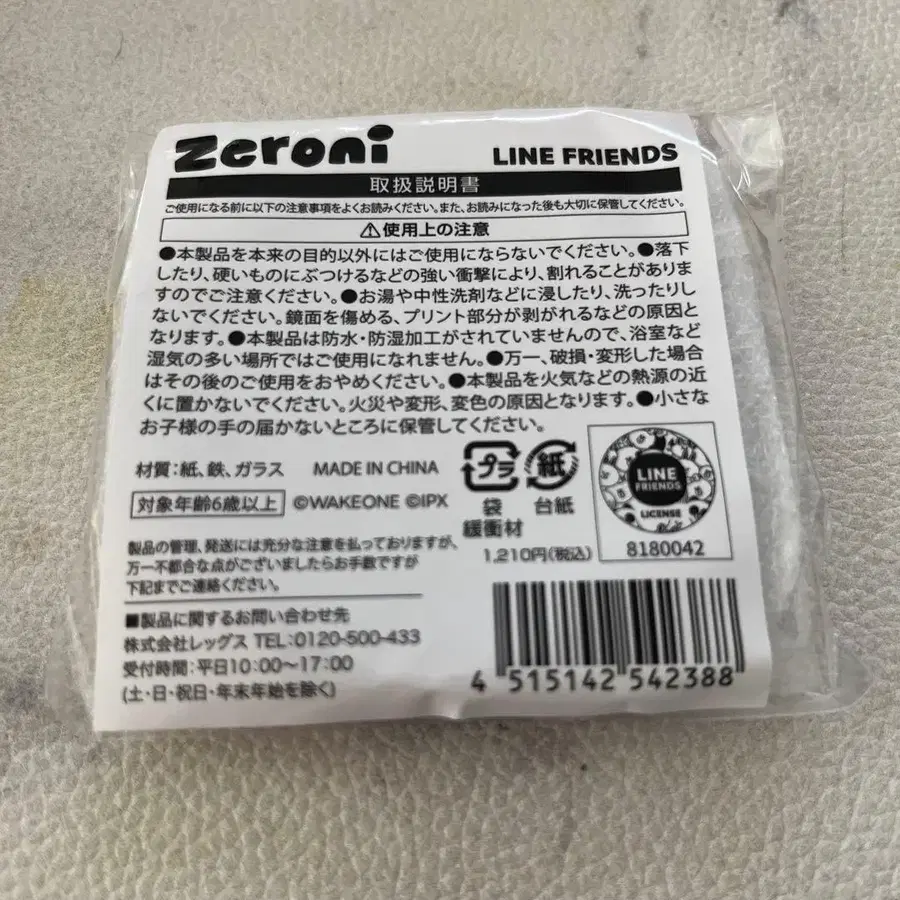 zeroni
LINE FRIENDS
取扱説明書
ご使用になる前に以下の注意事項をよくお読みください。また、お読みになった後も大切に保管してください。
⚠使用上の注意
●本製品を本来の目的以外にはご使用にならないでください。●落下
したり、硬いものにぶつけるなどの強い衝撃により、割れることがありま
すのでご注意ください。●お湯や中性洗剤などに浸したり、洗ったりし
ないでください。鏡面を傷める、プリント部分が剥がれるなどの原因と
なります。●本製品は防水・防湿加工がされていませんので、浴室など
湿気の多い場所ではご使用になれません。●万一、破損・変形した場合
はその後のご使用をおやめください。●本製品を火気などの熱源の近
くに置かないでください。火災や変形、変色の原因となります。●小さな
お子様の手の届かないところに保管してください。
材質：紙、鉄、ガラス MADE IN CHINA
対象年齢6歳以上 ©WAKEONE ©IPX
プラ
袋
緩衝材
紙
台紙
LINE
FRIENDS
LICENSE
8180042
1,210円(税込)
製品の管理、発送には充分な注意を払っておりますが、
万一不都合な点がございましたらお手数ですが
下記までご連絡ください。
■製品に関するお問い合わせ先
株式会社レッグス TEL:0120-500-433
受付時間：平日10:00～17:00
(土・日・祝日・年末年始を除く)
4 515142 542388